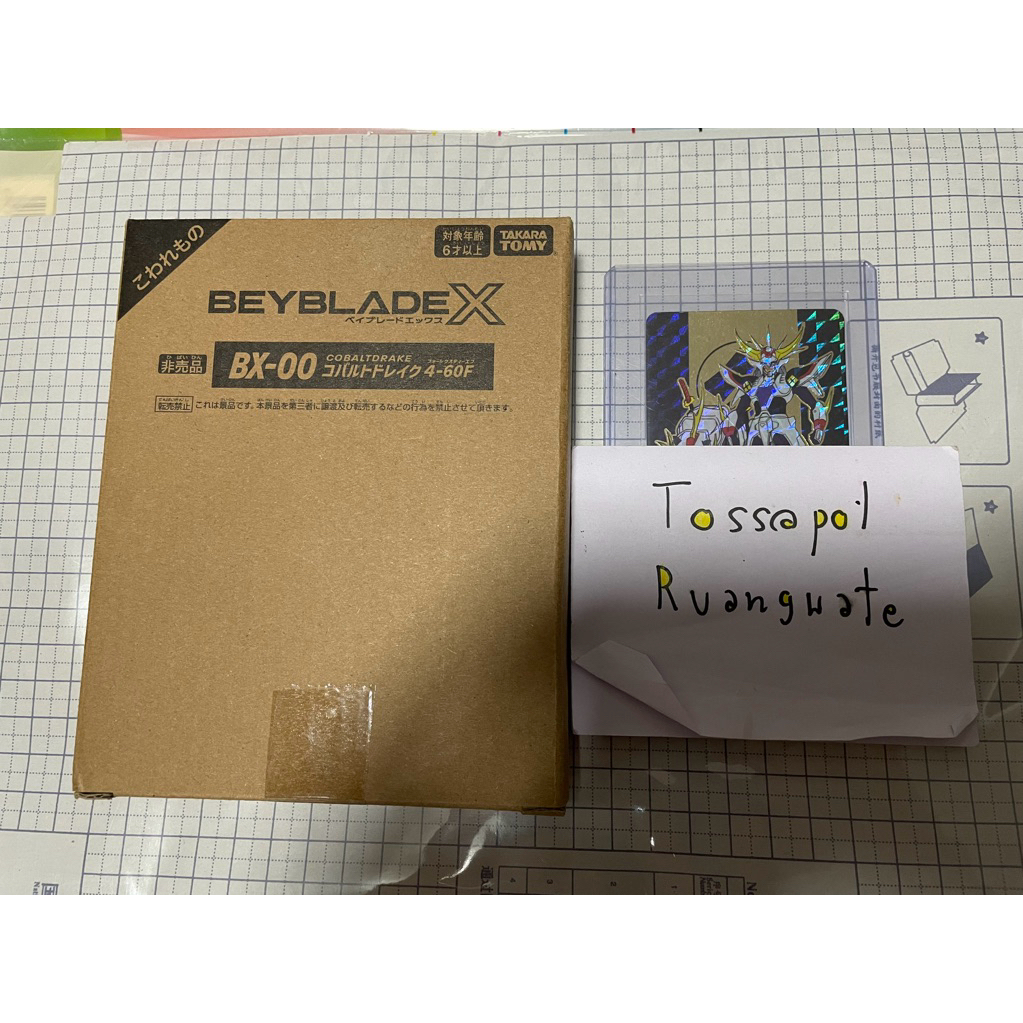 こわれもの
対象年齢
6才以上
TAKARA
TOMY
BEYBLADE X
ベイブレードエックス
非売品
BX-00
COBALTDRAKE
コバルトドレイク 4-60F
転売禁止 これは景品です。本景品を第三者に譲渡及び転売するなどの行為を禁止させて頂きます。
Tossapol
Ruangwate